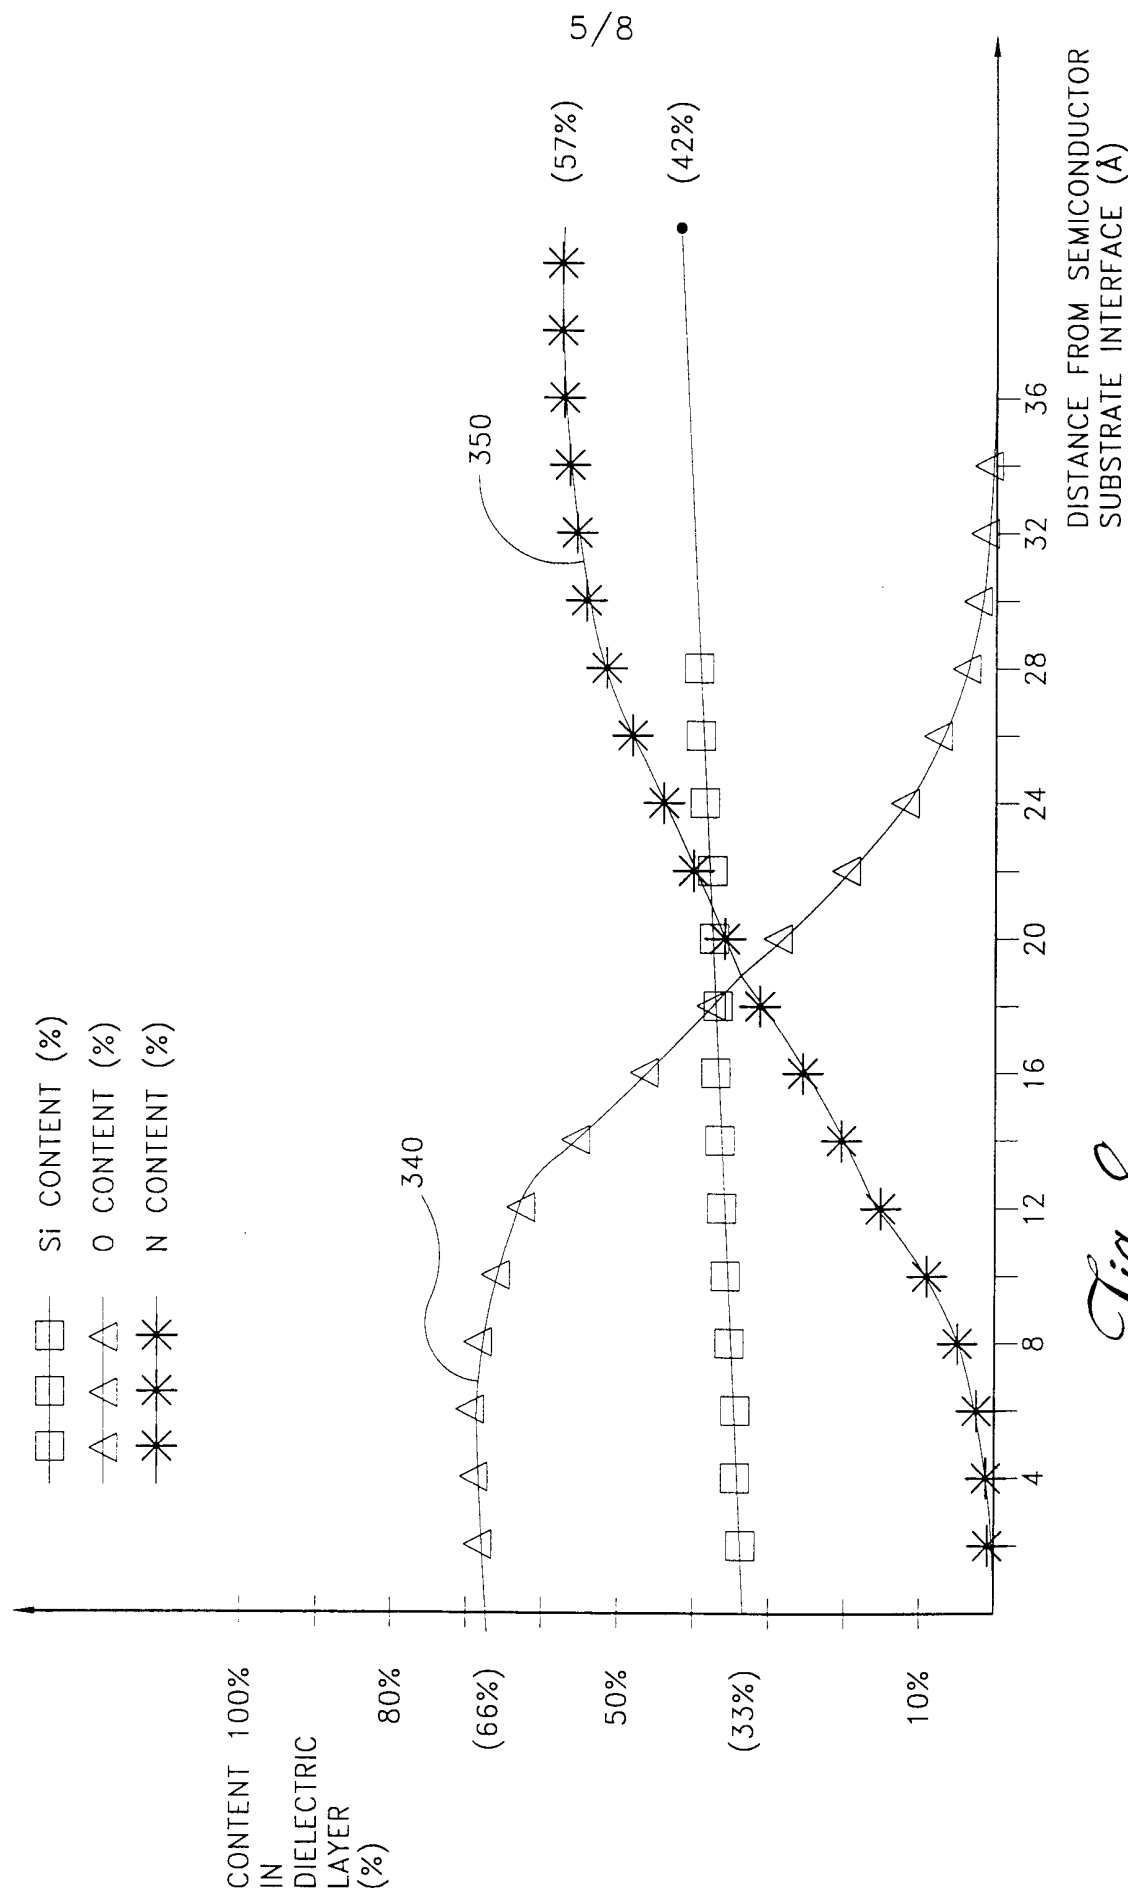 5/8
Si CONTENT (%)
O CONTENT (%)
N CONTENT (%)
CONTENT 100%
IN
DIELECTRIC
LAYER
(%)
80%
(66%)
50%
(33%)
10%
340
350
(57%)
(42%)
4
8
12
16
20
24
28
32
36
DISTANCE FROM SEMICONDUCTOR
SUBSTRATE INTERFACE (Å)
Fig.